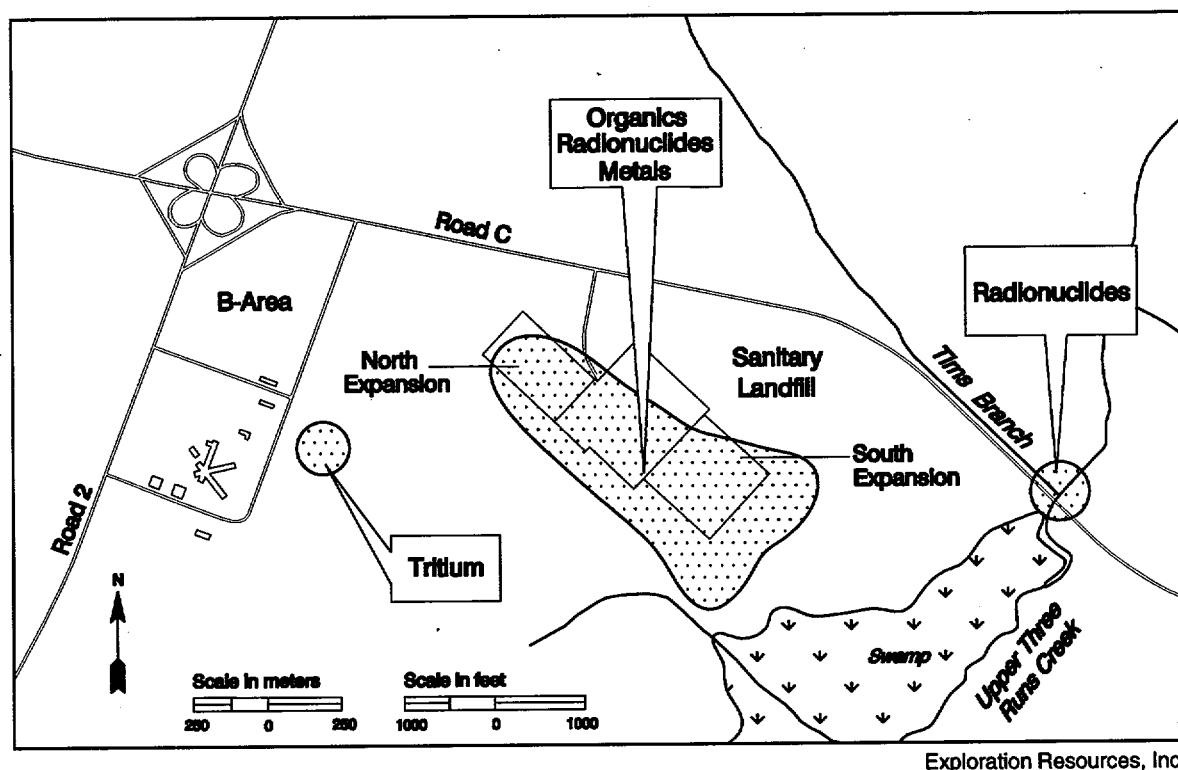 Organics
Radionuclides
Metals
Road C
Radionuclides
B-Area
North
Expansion
Sanitary
Landfill
Tims Branch
South
Expansion
Road 2
Tritium
N
Swamp
Upper Three
Runs Creek
Scale in meters
250 0 250
Scale in feet
1000 0 1000
Exploration Resources, Inc